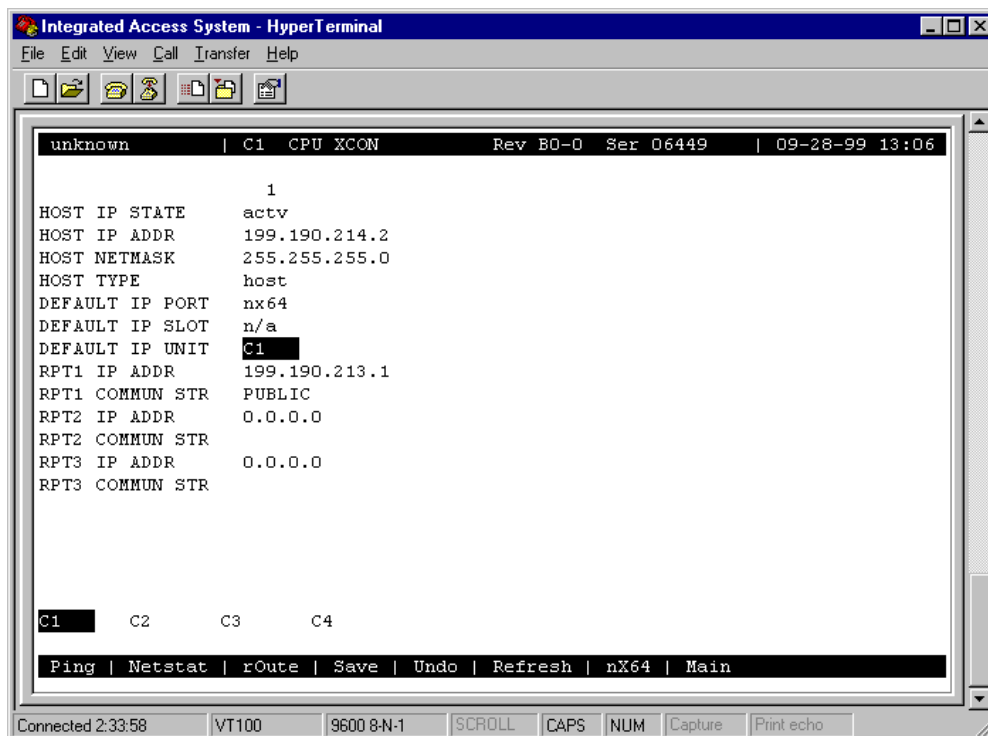 Integrated Access System - HyperTerminal
File Edit View Call Transfer Help
unknown | C1 CPU XCON Rev B0-0 Ser 06449 | 09-28-99 13:06
1
HOST IP STATE actv
HOST IP ADDR 199.190.214.2
HOST NETMASK 255.255.255.0
HOST TYPE host
DEFAULT IP PORT nx64
DEFAULT IP SLOT n/a
DEFAULT IP UNIT C1
RPT1 IP ADDR 199.190.213.1
RPT1 COMMUN STR PUBLIC
RPT2 IP ADDR 0.0.0.0
RPT2 COMMUN STR
RPT3 IP ADDR 0.0.0.0
RPT3 COMMUN STR
C1 C2 C3 C4
Ping | Netstat | rOute | Save | Undo | Refresh | nX64 | Main
Connected 2:33:58 VT100 9600 8-N-1 SCROLL CAPS NUM Capture Print echo